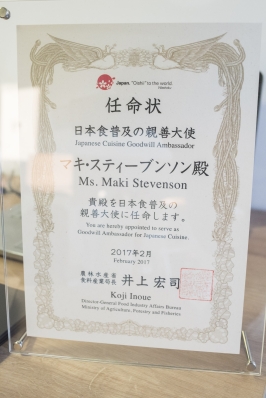 Japan. "Oishii" to the world
任命状
日本食普及の親善大使
Japanese Cuisine Goodwill Ambassador
マキ・スティーブンソン殿
Ms. Maki Stevenson
貴殿を日本食普及の
親善大使に任命します。
You are hereby appointed to serve as
Goodwill Ambassador for Japanese Cuisine.
2017年2月
February 2017
農林水産省
食料産業局長 井上宏司
Koji Inoue
Director-General Food Industry Affairs Bureau
Ministry of Agriculture, Forestry and Fisheries